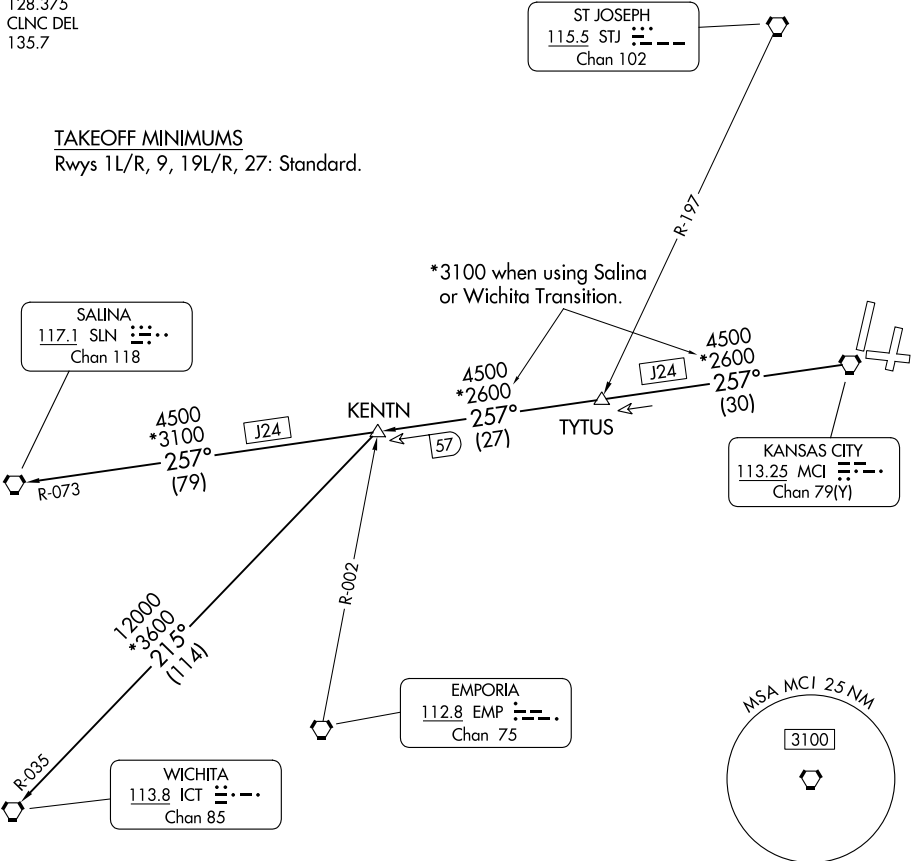 128.375
CLNC DEL
135.7
ST JOSEPH
115.5 STJ
Chan 102
TAKEOFF MINIMUMS
Rwys 1L/R, 9, 19L/R, 27: Standard.
R-197
*3100 when using Salina
or Wichita Transition.
SALINA
117.1 SLN
Chan 118
4500
*2600
257°
(30)
J24
TYTUS
4500
*2600
257°
(27)
57
KENTN
J24
4500
*3100
257°
(79)
R-073
KANSAS CITY
113.25 MCI
Chan 79(Y)
R-002
12000
*3600
215°
(114)
R-035
EMPORIA
112.8 EMP
Chan 75
WICHITA
113.8 ICT
Chan 85
MSA MCI 25 NM
3100